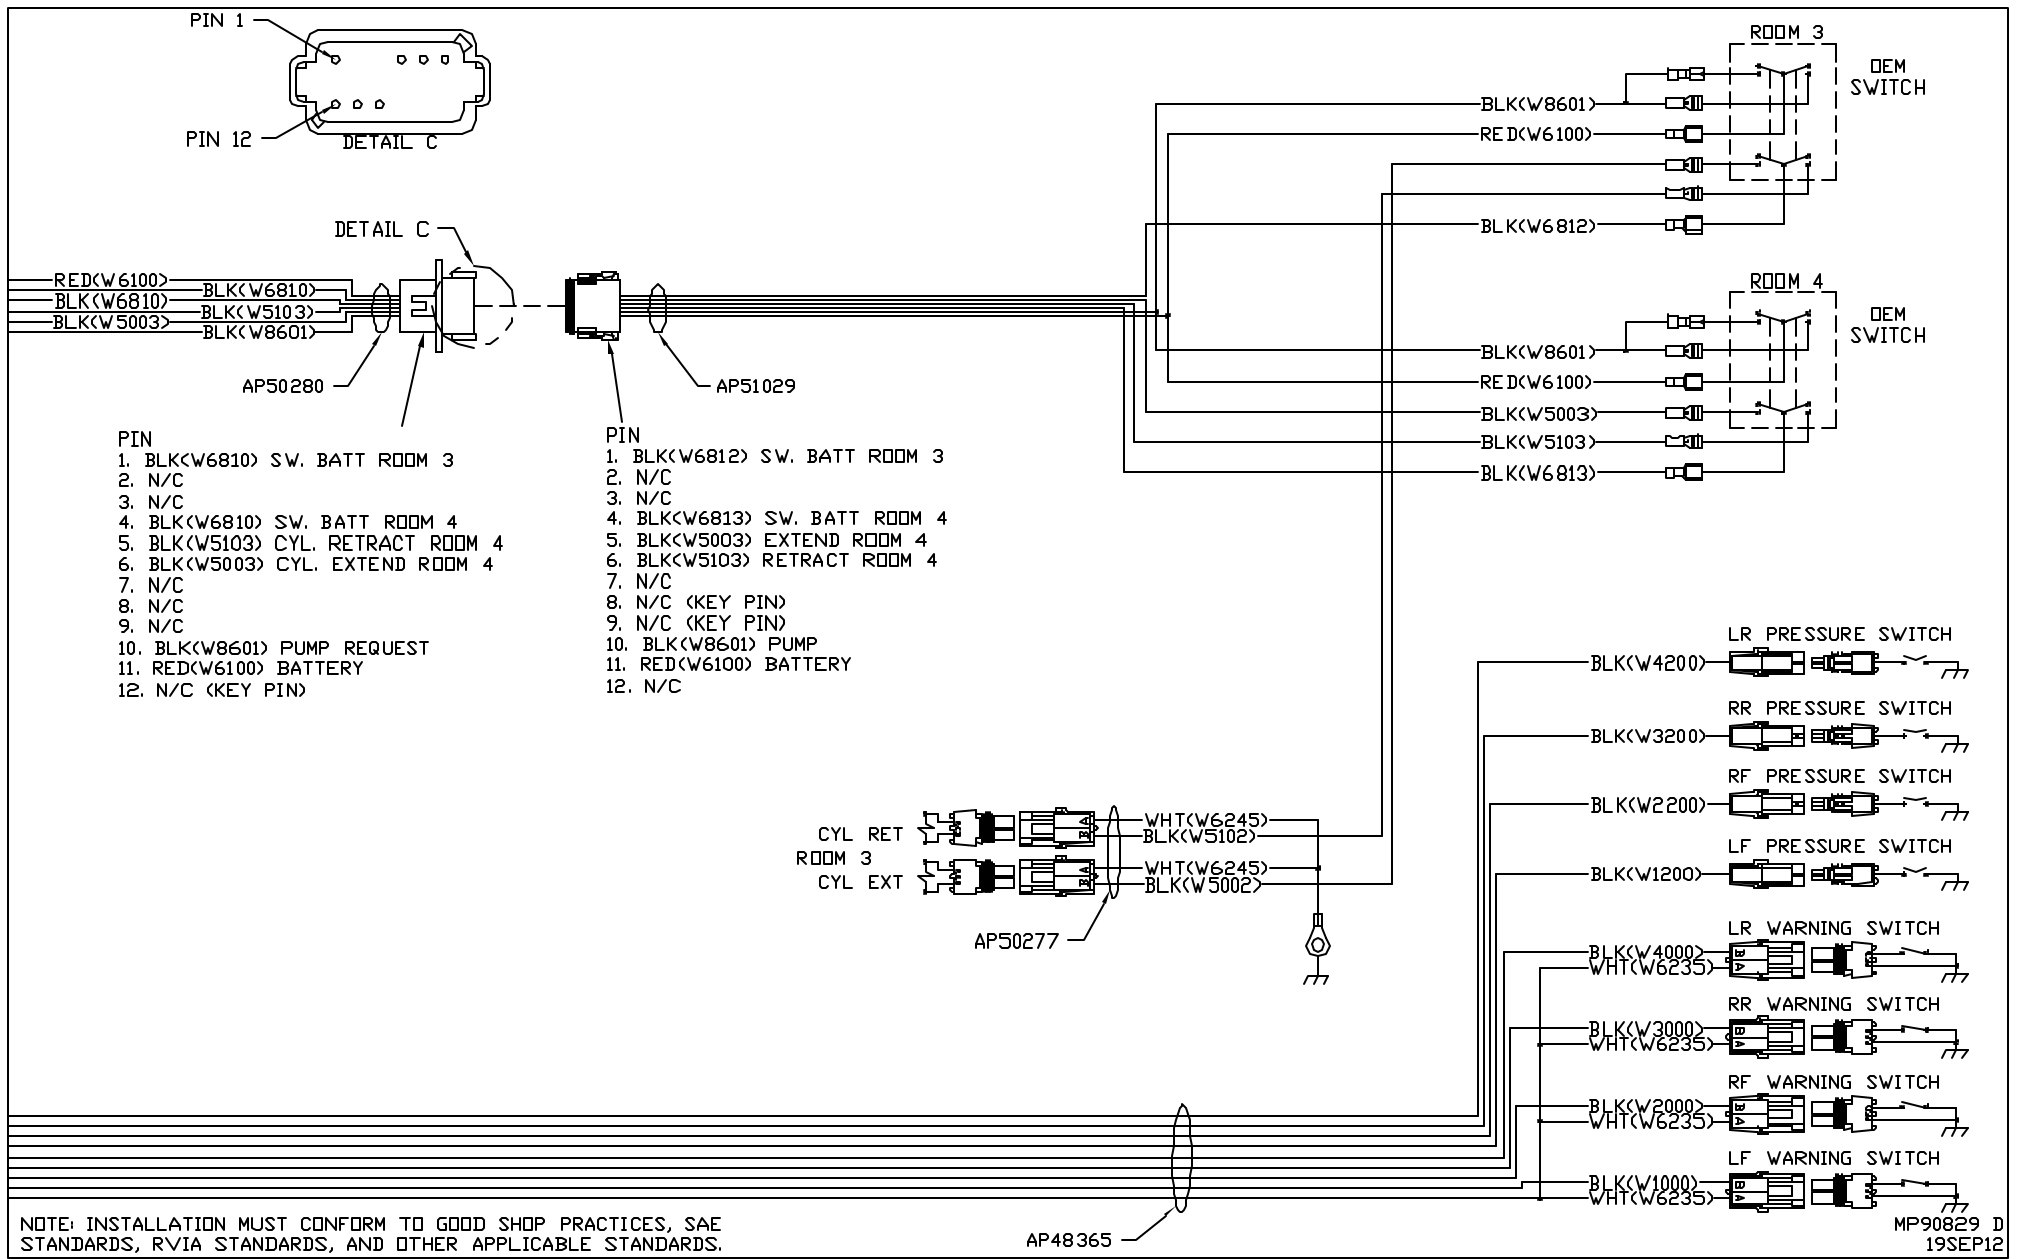 PIN 1
PIN 12
DETAIL C
ROOM 3
OEM
SWITCH
BLK(W8601)
RED(W6100)
BLK(W6812)
DETAIL C
RED(W6100)
BLK(W6810)
BLK(W6810)
BLK(W5103)
BLK(W5003)
BLK(W8601)
AP50280
AP51029
ROOM 4
OEM
SWITCH
BLK(W8601)
RED(W6100)
BLK(W5003)
BLK(W5103)
BLK(W6813)
PIN
1. BLK(W6810) SW. BATT ROOM 3
2. N/C
3. N/C
4. BLK(W6810) SW. BATT ROOM 4
5. BLK(W5103) CYL. RETRACT ROOM 4
6. BLK(W5003) CYL. EXTEND ROOM 4
7. N/C
8. N/C
9. N/C
10. BLK(W8601) PUMP REQUEST
11. RED(W6100) BATTERY
12. N/C (KEY PIN)
PIN
1. BLK(W6812) SW. BATT ROOM 3
2. N/C
3. N/C
4. BLK(W6813) SW. BATT ROOM 4
5. BLK(W5003) EXTEND ROOM 4
6. BLK(W5103) RETRACT ROOM 4
7. N/C
8. N/C (KEY PIN)
9. N/C (KEY PIN)
10. BLK(W8601) PUMP
11. RED(W6100) BATTERY
12. N/C
LR PRESSURE SWITCH
BLK(W4200)
RR PRESSURE SWITCH
BLK(W3200)
RF PRESSURE SWITCH
BLK(W2200)
LF PRESSURE SWITCH
BLK(W1200)
CYL RET
ROOM 3
CYL EXT
A
B
A
B
WHT(W6245)
BLK(W5102)
WHT(W6245)
BLK(W5002)
AP50277
LR WARNING SWITCH
BLK(W4000)
WHT(W6235)
B
A
RR WARNING SWITCH
BLK(W3000)
WHT(W6235)
B
A
RF WARNING SWITCH
BLK(W2000)
WHT(W6235)
B
A
LF WARNING SWITCH
BLK(W1000)
WHT(W6235)
B
A
AP48365
NOTE: INSTALLATION MUST CONFORM TO GOOD SHOP PRACTICES, SAE
STANDARDS, RVIA STANDARDS, AND OTHER APPLICABLE STANDARDS.
MP90829 D
19SEP12